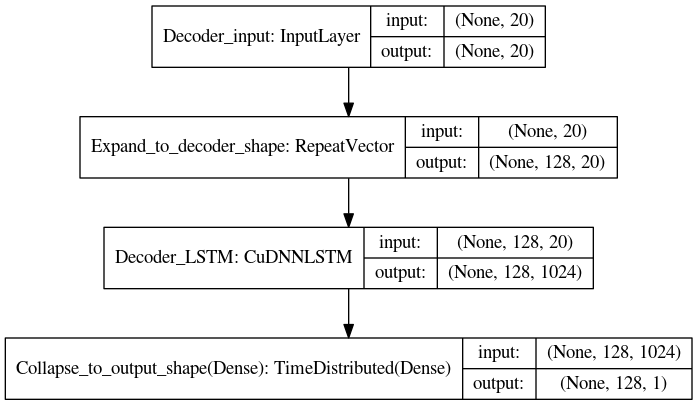 Decoder_input: InputLayer
input:
(None, 20)
output:
(None, 20)
Expand_to_decoder_shape: RepeatVector
input:
(None, 20)
output:
(None, 128, 20)
Decoder_LSTM: CuDNNLSTM
input:
(None, 128, 20)
output:
(None, 128, 1024)
Collapse_to_output_shape(Dense): TimeDistributed(Dense)
input:
(None, 128, 1024)
output:
(None, 128, 1)